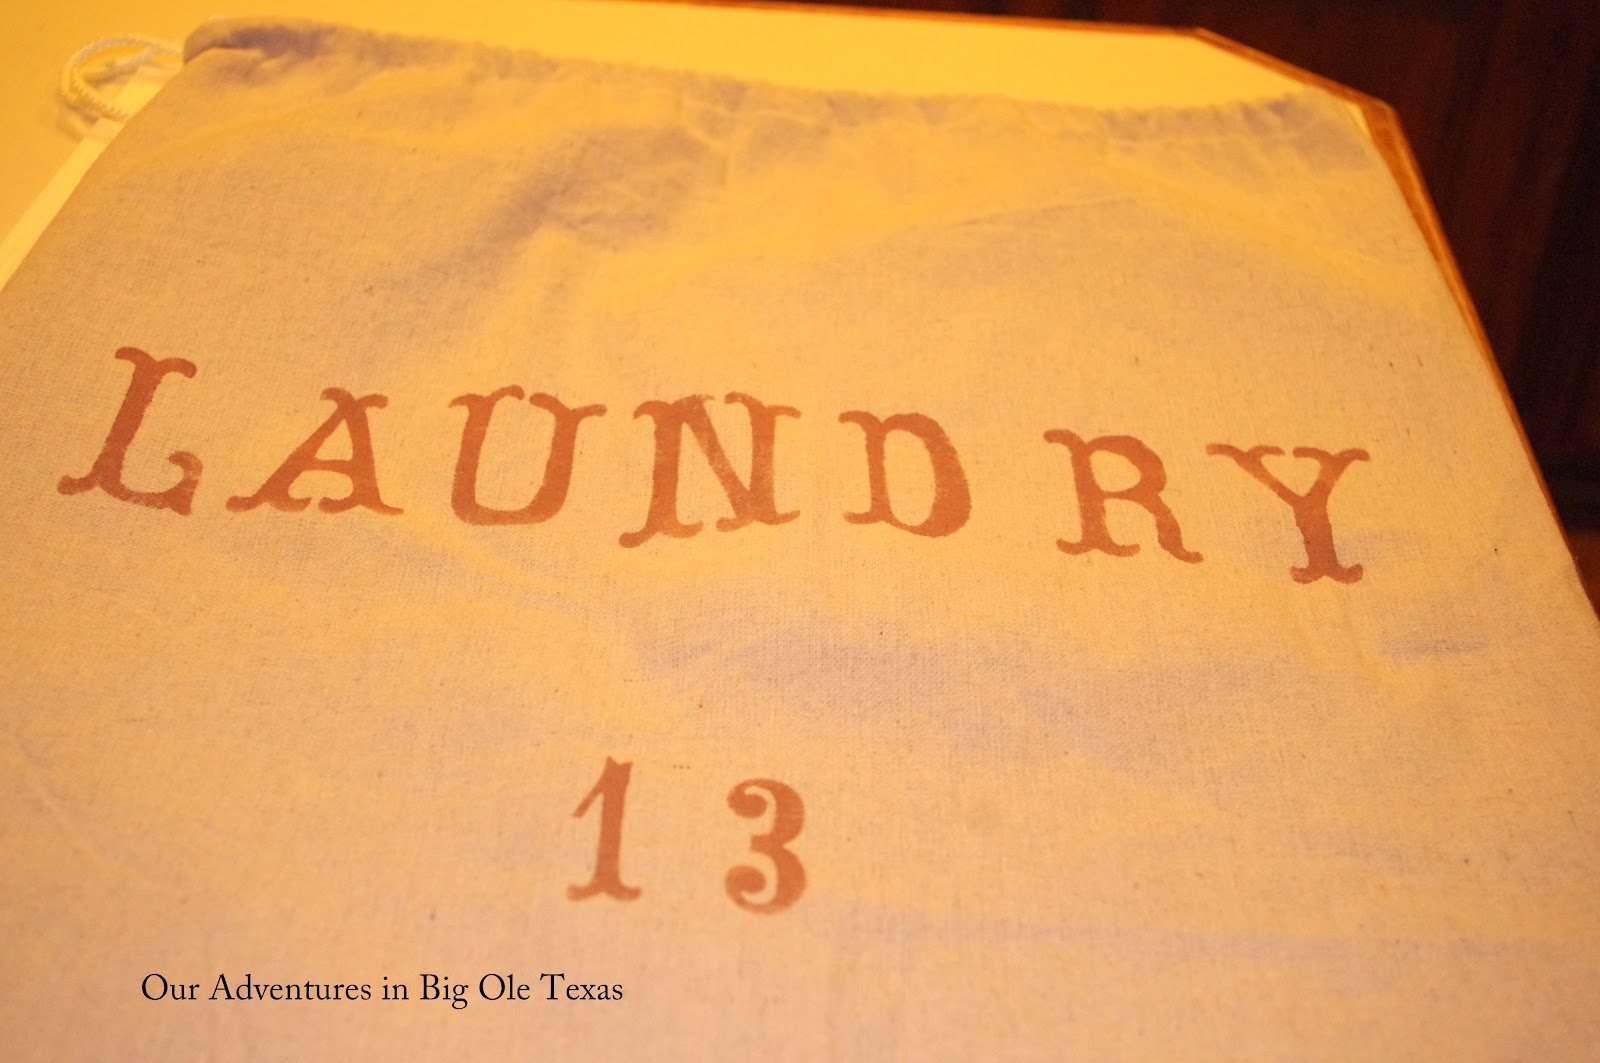 LAUNDRY
13
Our Adventures in Big Ole Texas